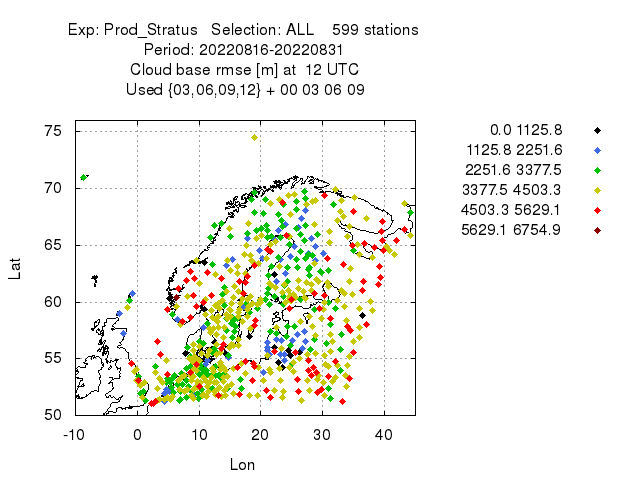 Exp: Prod_Stratus   Selection: ALL    599 stations
Period: 20220816-20220831
Cloud base rmse [m] at  12 UTC
Used {03,06,09,12} + 00 03 06 09
0.0 1125.8
1125.8 2251.6
2251.6 3377.5
3377.5 4503.3
4503.3 5629.1
5629.1 6754.9
75
70
65
60
55
50
Lat
-10 0 10 20 30 40
Lon